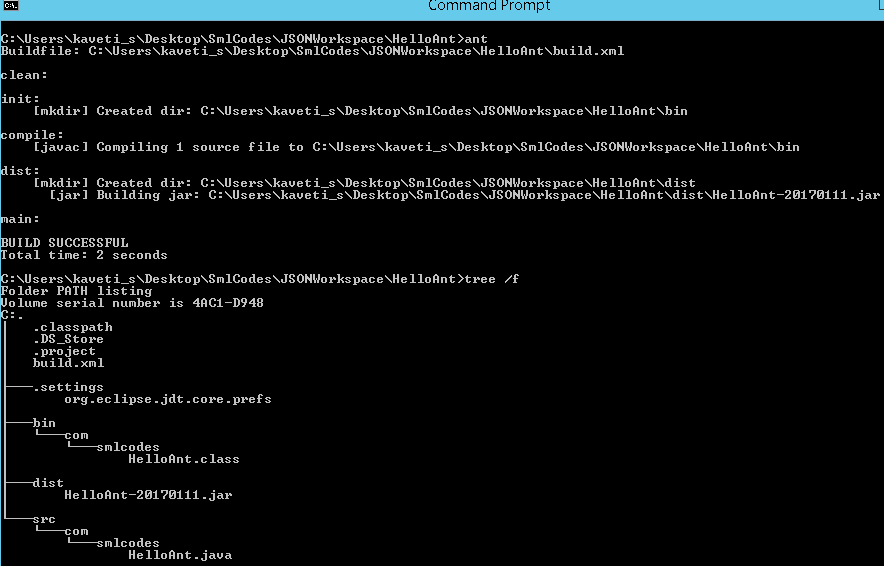 Command Prompt
C:\Users\kaveti_s\Desktop\SmlCodes\JSONWorkspace\HelloAnt>ant
Buildfile: C:\Users\kaveti_s\Desktop\SmlCodes\JSONWorkspace\HelloAnt\build.xml
clean:
init:
[mkdir] Created dir: C:\Users\kaveti_s\Desktop\SmlCodes\JSONWorkspace\HelloAnt\bin
compile:
[javac] Compiling 1 source file to C:\Users\kaveti_s\Desktop\SmlCodes\JSONWorkspace\HelloAnt\bin
dist:
[mkdir] Created dir: C:\Users\kaveti_s\Desktop\SmlCodes\JSONWorkspace\HelloAnt\dist
[jar] Building jar: C:\Users\kaveti_s\Desktop\SmlCodes\JSONWorkspace\HelloAnt\dist\HelloAnt-20170111.jar
main:
BUILD SUCCESSFUL
Total time: 2 seconds
C:\Users\kaveti_s\Desktop\SmlCodes\JSONWorkspace\HelloAnt>tree /f
Folder PATH listing
Volume serial number is 4AC1-D948
C:.
.classpath
.DS_Store
.project
build.xml
.settings
org.eclipse.jdt.core.prefs
bin
com
smlcodes
HelloAnt.class
dist
HelloAnt-20170111.jar
src
com
smlcodes
HelloAnt.java